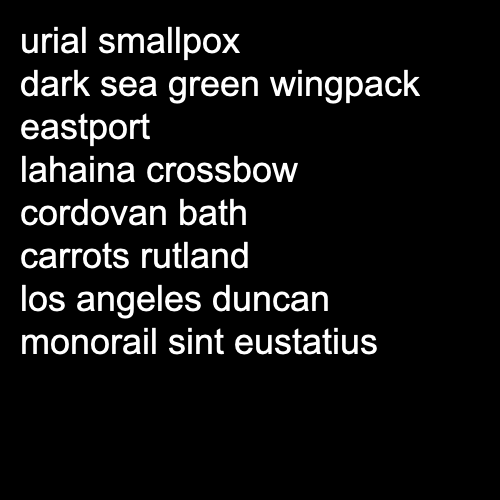 urial smallpox
dark sea green wingpack
eastport
lahaina crossbow
cordovan bath
carrots rutland
los angeles duncan
monorail sint eustatius